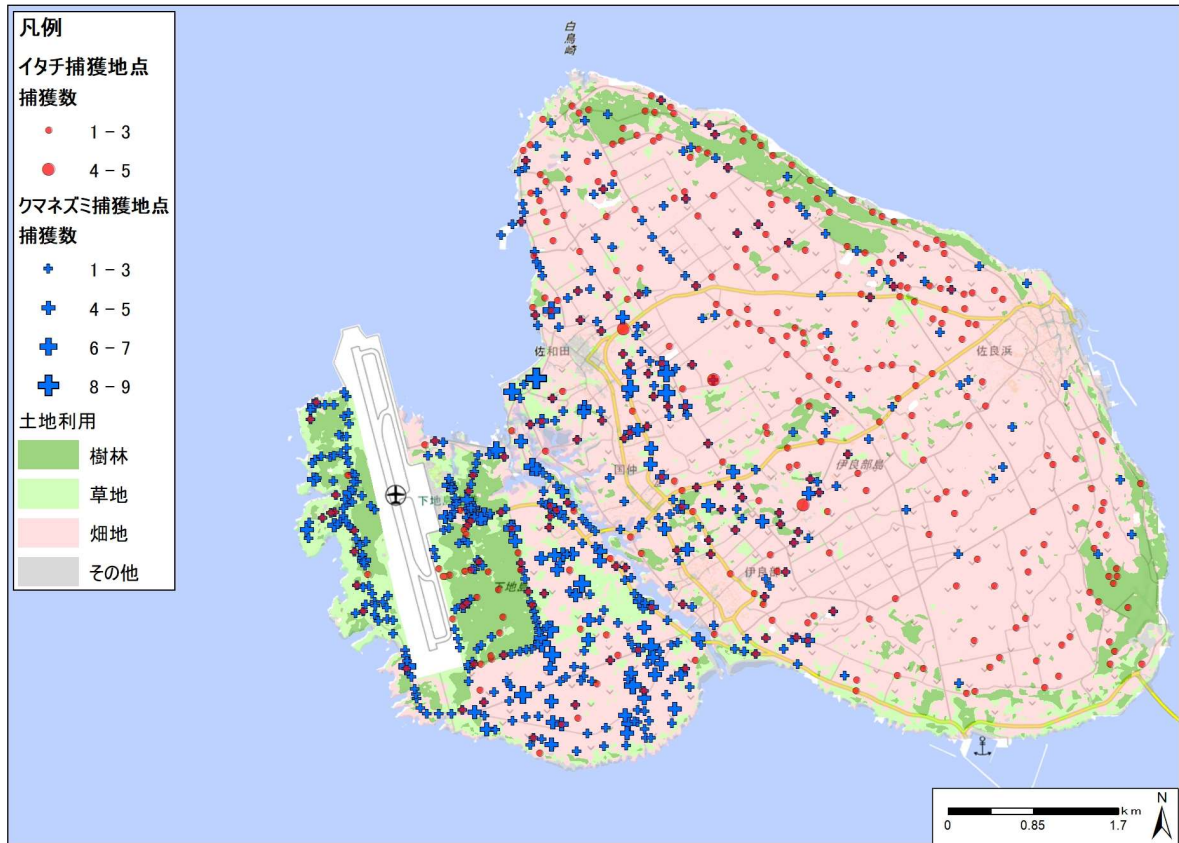 凡例
イタチ捕獲地点
捕獲数
1 - 3
4 - 5
クマネズミ捕獲地点
捕獲数
1 - 3
4 - 5
6 - 7
8 - 9
土地利用
樹林
草地
畑地
その他
白鳥崎
佐和田
佐良浜
伊良部島
国仲
下地島
伊良部
下地島
km
0 0.85 1.7
N